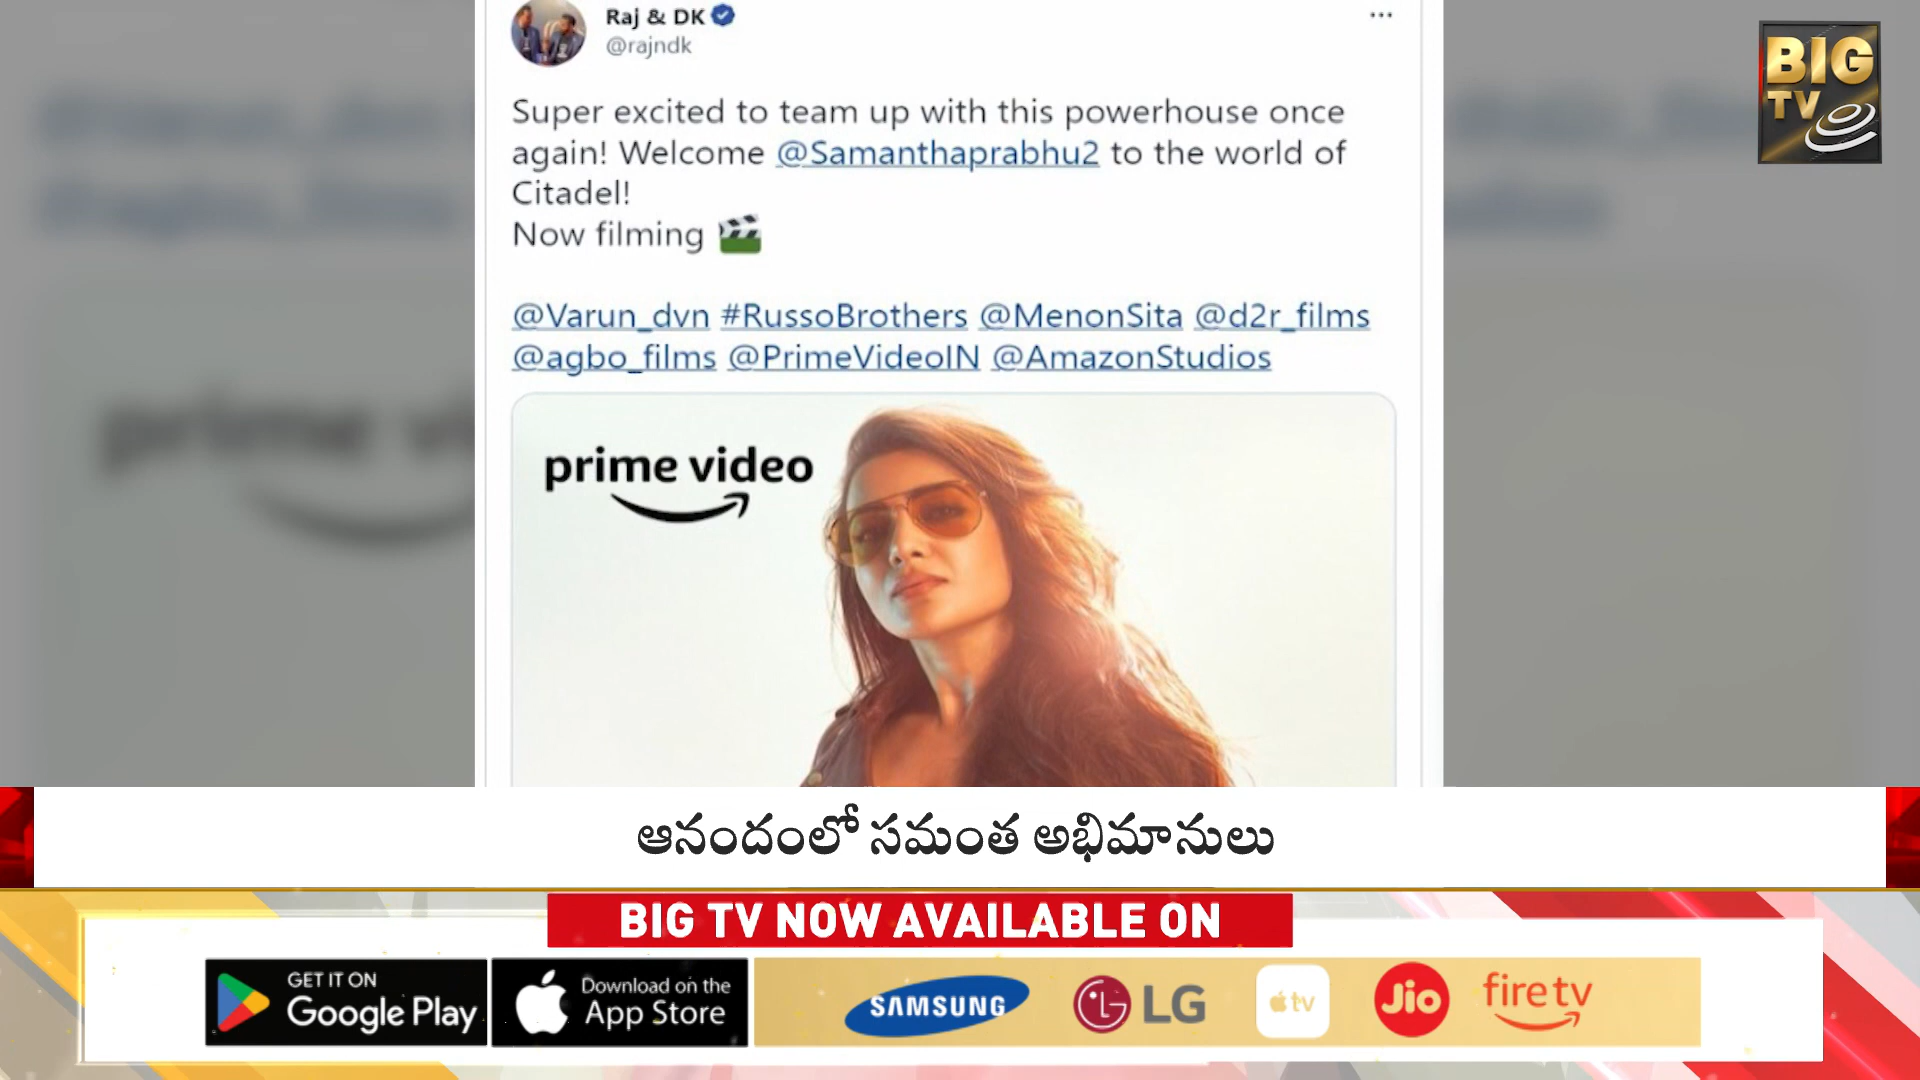 Raj & DK
@rajndk
BIG
TV
Super excited to team up with this powerhouse once
again! Welcome @Samanthaprabhu2 to the world of
Citadel!
Now filming
@Varun_dvn #RussoBrothers @MenonSita @d2r_films
@agbo_films @PrimeVideoIN @AmazonStudios
prime video
ఆనందంలో సమంత అభిమానులు
BIG TV NOW AVAILABLE ON
GET IT ON
Google Play
Download on the
App Store
SAMSUNG
LG
tv
Jio
fire tv